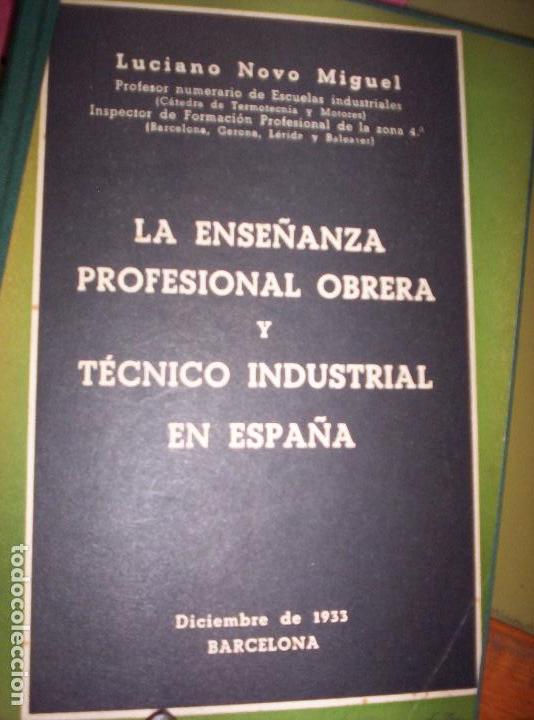 Luciano Novo Miguel
Profesor numerario de Escuelas industriales
(Cátedra de Termotecnia y Motores)
Inspector de Formación Profesional de la zona 4.ª
(Barcelona, Gerona, Lérida y Baleares)
LA ENSEÑANZA
PROFESIONAL OBRERA
Y
TÉCNICO INDUSTRIAL
EN ESPAÑA
Diciembre de 1933
BARCELONA
todocoleccion